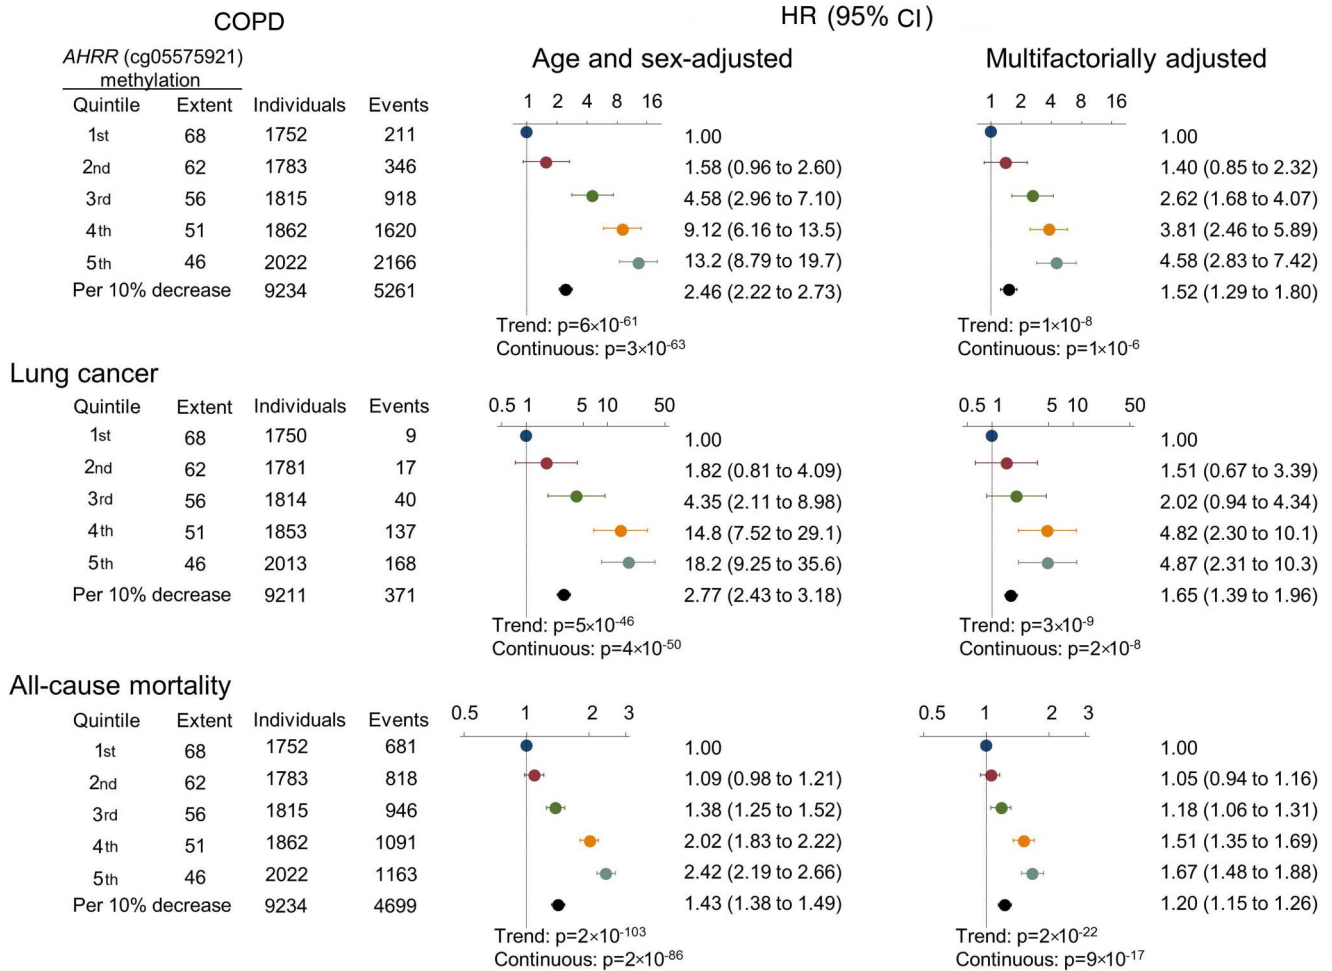 COPD
HR (95% CI)
AHRR (cg05575921)
methylation
Age and sex-adjusted
Multifactorially adjusted
Quintile Extent Individuals Events 1 2 4 8 16 1 2 4 8 16
1st 68 1752 211 1.00 1.00
2nd 62 1783 346 1.58 (0.96 to 2.60) 1.40 (0.85 to 2.32)
3rd 56 1815 918 4.58 (2.96 to 7.10) 2.62 (1.68 to 4.07)
4th 51 1862 1620 9.12 (6.16 to 13.5) 3.81 (2.46 to 5.89)
5th 46 2022 2166 13.2 (8.79 to 19.7) 4.58 (2.83 to 7.42)
Per 10% decrease 9234 5261 2.46 (2.22 to 2.73) 1.52 (1.29 to 1.80)
Trend: p=6×10⁻⁶¹ Trend: p=1×10⁻⁸
Continuous: p=3×10⁻⁶³ Continuous: p=1×10⁻⁶
Lung cancer
Quintile Extent Individuals Events 0.5 1 5 10 50 0.5 1 5 10 50
1st 68 1750 9 1.00 1.00
2nd 62 1781 17 1.82 (0.81 to 4.09) 1.51 (0.67 to 3.39)
3rd 56 1814 40 4.35 (2.11 to 8.98) 2.02 (0.94 to 4.34)
4th 51 1853 137 14.8 (7.52 to 29.1) 4.82 (2.30 to 10.1)
5th 46 2013 168 18.2 (9.25 to 35.6) 4.87 (2.31 to 10.3)
Per 10% decrease 9211 371 2.77 (2.43 to 3.18) 1.65 (1.39 to 1.96)
Trend: p=5×10⁻⁴⁶ Trend: p=3×10⁻⁹
Continuous: p=4×10⁻⁵⁰ Continuous: p=2×10⁻⁸
All-cause mortality
Quintile Extent Individuals Events 0.5 1 2 3 0.5 1 2 3
1st 68 1752 681 1.00 1.00
2nd 62 1783 818 1.09 (0.98 to 1.21) 1.05 (0.94 to 1.16)
3rd 56 1815 946 1.38 (1.25 to 1.52) 1.18 (1.06 to 1.31)
4th 51 1862 1091 2.02 (1.83 to 2.22) 1.51 (1.35 to 1.69)
5th 46 2022 1163 2.42 (2.19 to 2.66) 1.67 (1.48 to 1.88)
Per 10% decrease 9234 4699 1.43 (1.38 to 1.49) 1.20 (1.15 to 1.26)
Trend: p=2×10⁻¹⁰³ Trend: p=2×10⁻²²
Continuous: p=2×10⁻⁸⁶ Continuous: p=9×10⁻¹⁷